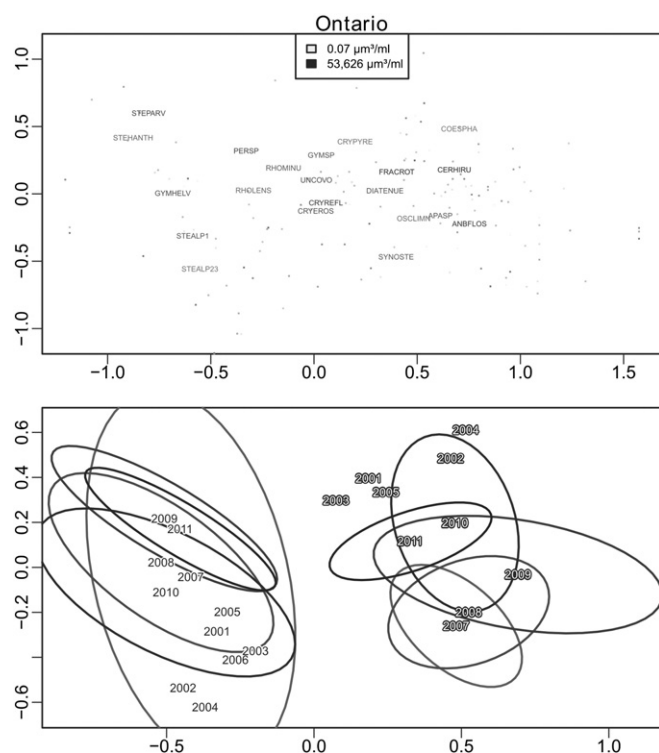 Ontario
0.07 µm³/ml
53,626 µm³/ml
1.0
0.5
0.0
−0.5
−1.0
STEPARV
STEHANTH
COESPHA
CRYPYRE
PERSP
GYMSP
RHOMINU
FRACROT
CERHIRU
UNCOVO
GYMHELV
RHOLENS
DIATENUE
CRYREFL
CRYEROS
OSCLIMN
APASP
ANBFLOS
STEALP1
SYNOSTE
STEALP23
−1.0 −0.5 0.0 0.5 1.0 1.5
0.6
0.4
0.2
0.0
−0.2
−0.6
2004
2002
2001
2005
2003
2009
2010
2011
2011
2008
2009
2007
2010
2005
2008
2001
2007
2003
2006
2002
2004
−0.5 0.0 0.5 1.0